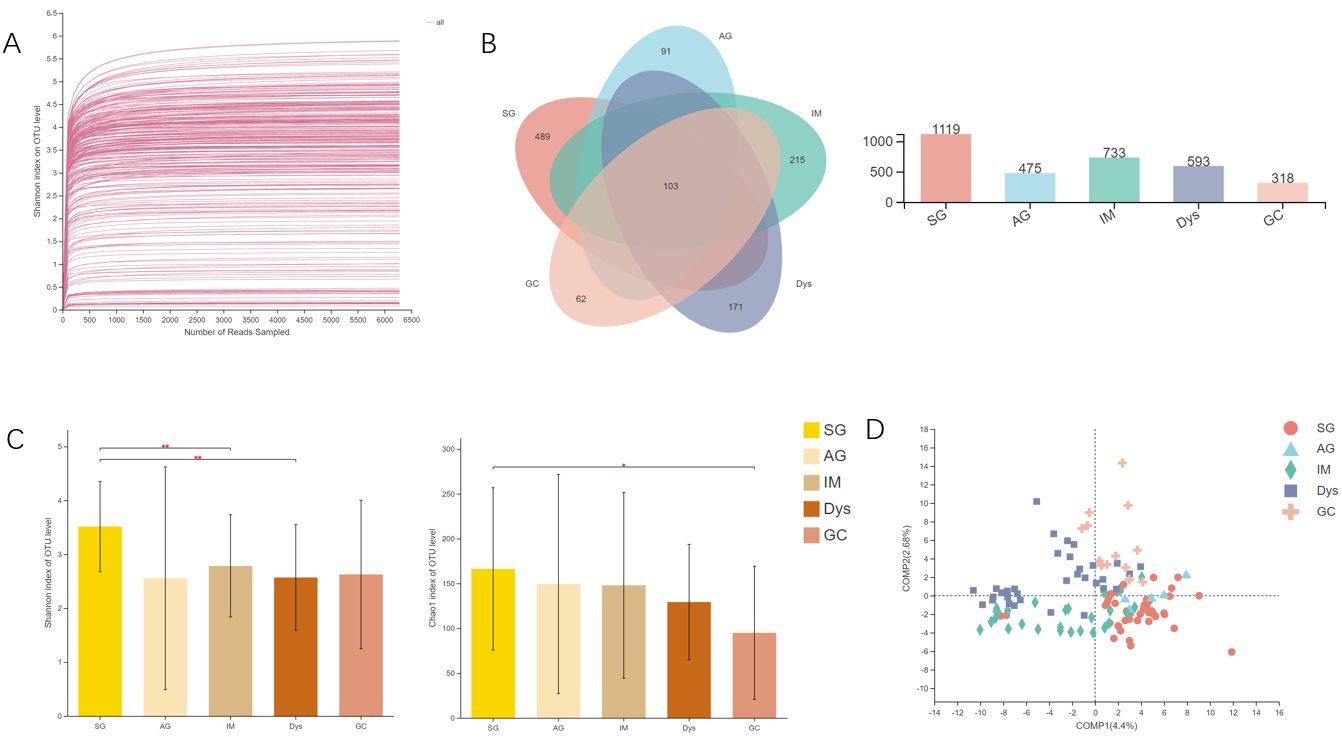 A
6.5
6
5.5
5
4.5
4
3.5
3
2.5
2
1.5
1
0.5
0
Shannon index on OTU level
0 500 1000 1500 2000 2500 3000 3500 4000 4500 5000 5500 6000 6500
Number of Reads Sampled
all
B
AG
91
SG
489
IM
215
103
GC
62
Dys
171
1000
500
0
1119
475
733
593
318
SG AG IM Dys GC
C
5
4
3
2
1
0
Shannon index of OTU level
**
**
SG AG IM Dys GC
300
250
200
150
100
50
0
Chao1 index of OTU level
*
SG AG IM Dys GC
SG
AG
IM
Dys
GC
D
18
16
14
12
10
8
6
4
2
0
-2
-4
-6
-8
-10
COMP2(2.68%)
-14 -12 -10 -8 -6 -4 -2 0 2 4 6 8 10 12 14 16
COMP1(4.4%)
SG
AG
IM
Dys
GC